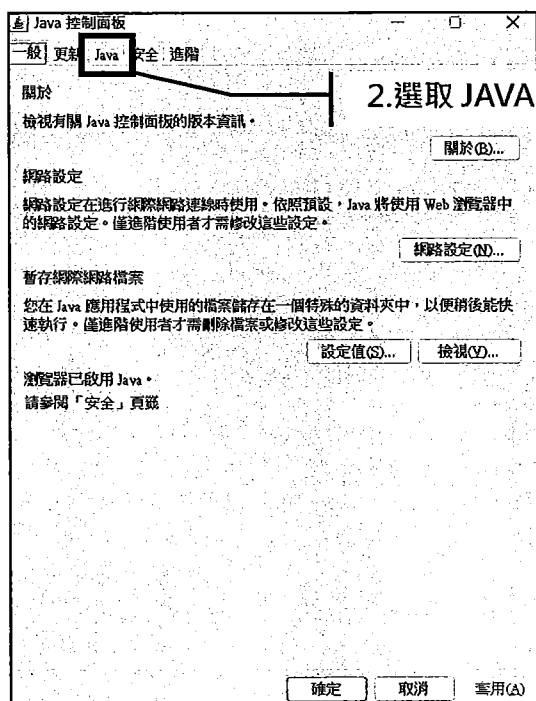 Java 控制面板
一般 更新 Java 安全 進階
2.選取 JAVA
關於
檢視有關 Java 控制面板的版本資訊。
關於(B)...
網路設定
網路設定在進行網際網路連線時使用。依照預設，Java 將使用 Web 瀏覽器中
的網路設定。僅進階使用者才需修改這些設定。
網路設定(N)...
暫存網際網路檔案
您在 Java 應用程式中使用的檔案儲存在一個特殊的資料夾中，以便稍後能快
速執行。僅進階使用者才需刪除檔案或修改這些設定。
設定值(S)... 檢視(V)...
瀏覽器已啟用 Java。
請參閱「安全」頁籤
確定 取消 套用(A)